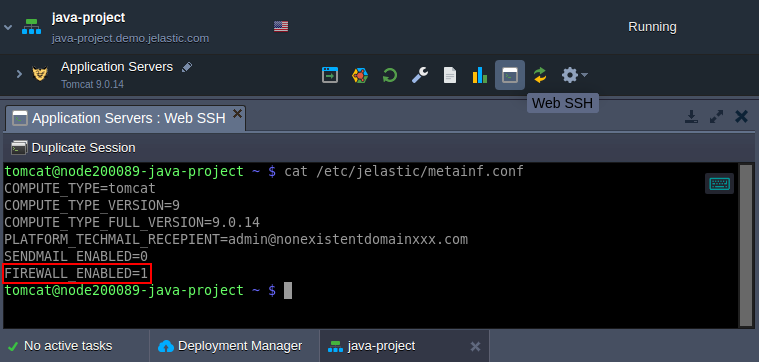 java-project
java-project.demo.jelastic.com
Running
Application Servers
Tomcat 9.0.14
Web SSH
Application Servers : Web SSH
Duplicate Session
tomcat@node200089-java-project ~ $ cat /etc/jelastic/metainf.conf
COMPUTE_TYPE=tomcat
COMPUTE_TYPE_VERSION=9
COMPUTE_TYPE_FULL_VERSION=9.0.14
PLATFORM_TECHMAIL_RECEPIENT=admin@nonexistentdomainxxx.com
SENDMAIL_ENABLED=0
FIREWALL_ENABLED=1
tomcat@node200089-java-project ~ $
No active tasks
Deployment Manager
java-project